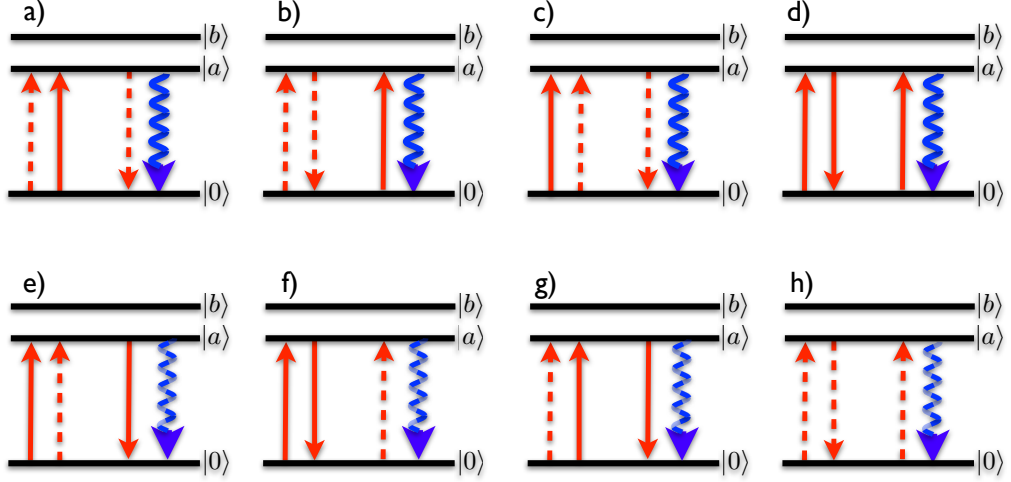 a) b) c) d)
|b⟩ |b⟩ |b⟩ |b⟩
|a⟩ |a⟩ |a⟩ |a⟩
|0⟩ |0⟩ |0⟩ |0⟩
e) f) g) h)
|b⟩ |b⟩ |b⟩ |b⟩
|a⟩ |a⟩ |a⟩ |a⟩
|0⟩ |0⟩ |0⟩ |0⟩